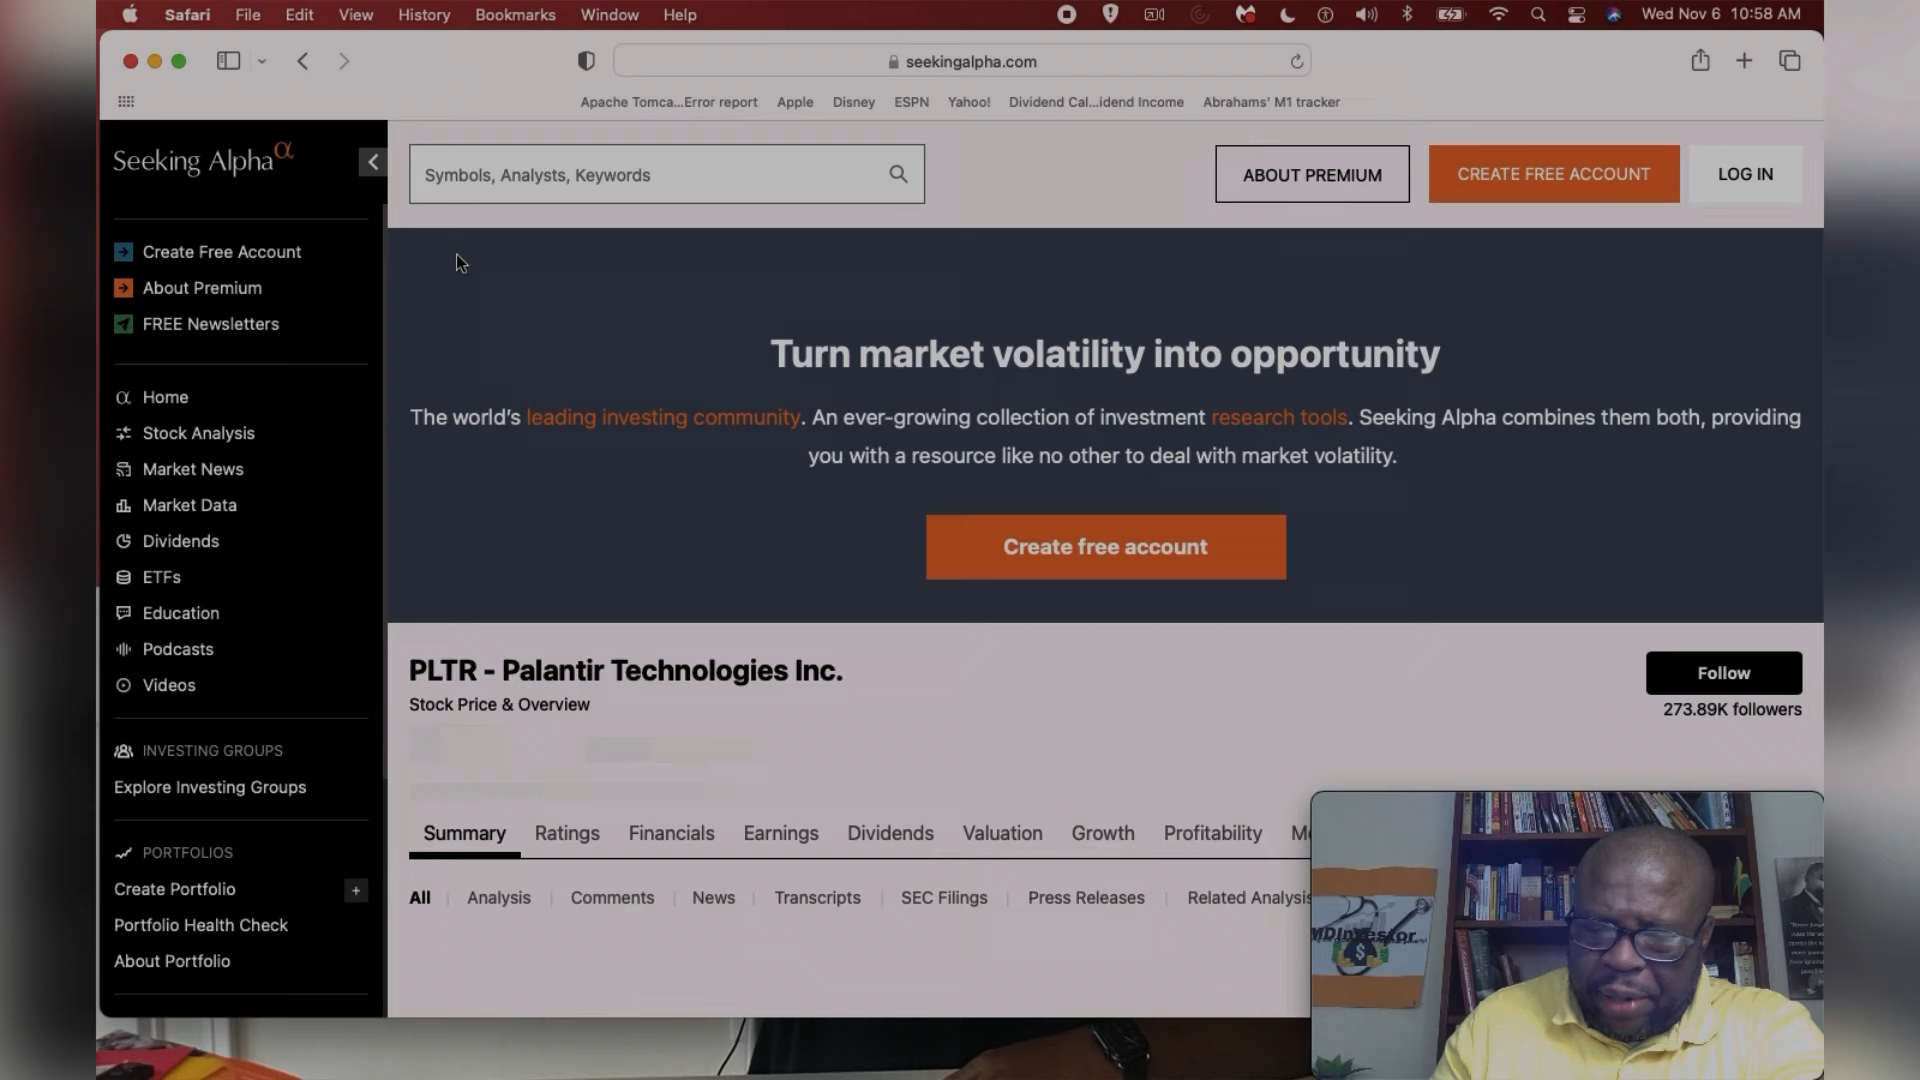 Safari File Edit View History Bookmarks Window Help Wed Nov 6 10:58 AM
seekingalpha.com
Apache Tomca...Error report Apple Disney ESPN Yahoo! Dividend Cal...idend Income Abrahams' M1 tracker
Seeking Alpha α
Symbols, Analysts, Keywords
ABOUT PREMIUM
CREATE FREE ACCOUNT
LOG IN
Create Free Account
About Premium
FREE Newsletters
Home
Stock Analysis
Market News
Market Data
Dividends
ETFs
Education
Podcasts
Videos
INVESTING GROUPS
Explore Investing Groups
PORTFOLIOS
Create Portfolio +
Portfolio Health Check
About Portfolio
Turn market volatility into opportunity
The world's leading investing community. An ever-growing collection of investment research tools. Seeking Alpha combines them both, providing
you with a resource like no other to deal with market volatility.
Create free account
PLTR - Palantir Technologies Inc.
Stock Price & Overview
Follow
273.89K followers
Summary Ratings Financials Earnings Dividends Valuation Growth Profitability
All Analysis Comments News Transcripts SEC Filings Press Releases Related Analysis
MDInvestor